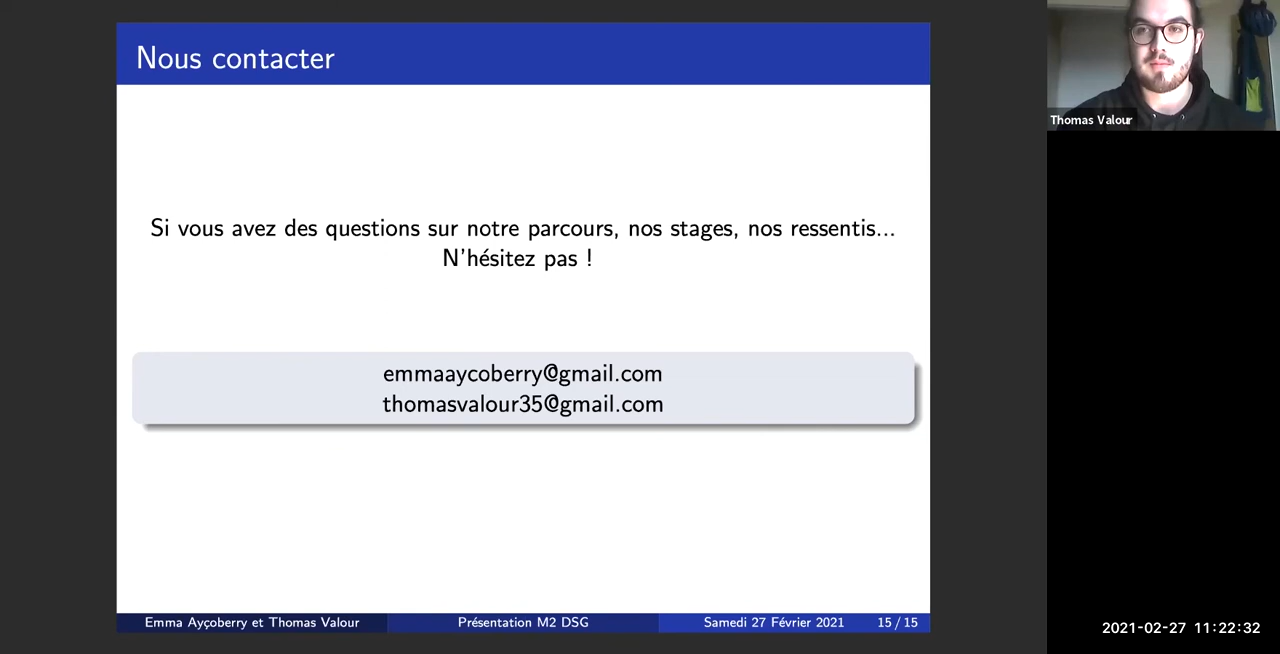 Nous contacter
Si vous avez des questions sur notre parcours, nos stages, nos ressentis...
N'hésitez pas !
emmaaycoberry@gmail.com
thomasvalour35@gmail.com
Emma Ayçoberry et Thomas Valour
Présentation M2 DSG
Samedi 27 Février 2021
15 / 15
Thomas Valour
2021-02-27 11:22:32